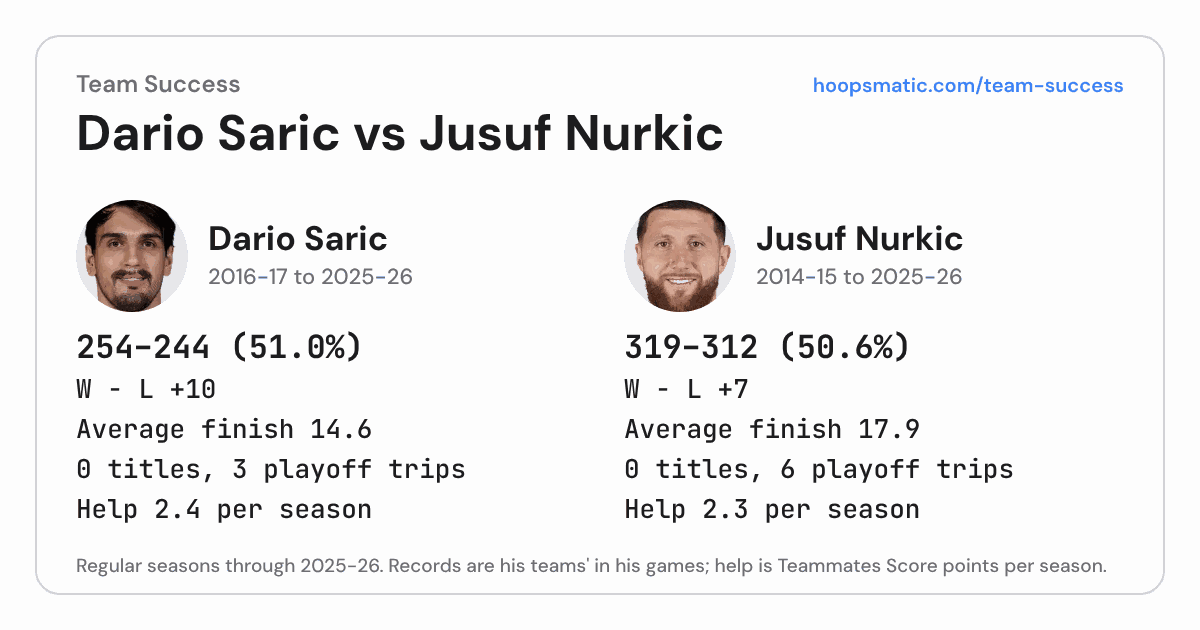 Team Success
hoopsmatic.com/team-success
Dario Saric vs Jusuf Nurkic
Dario Saric
2016-17 to 2025-26
254-244 (51.0%)
W - L +10
Average finish 14.6
0 titles, 3 playoff trips
Help 2.4 per season
Jusuf Nurkic
2014-15 to 2025-26
319-312 (50.6%)
W - L +7
Average finish 17.9
0 titles, 6 playoff trips
Help 2.3 per season
Regular seasons through 2025-26. Records are his teams' in his games; help is Teammates Score points per season.